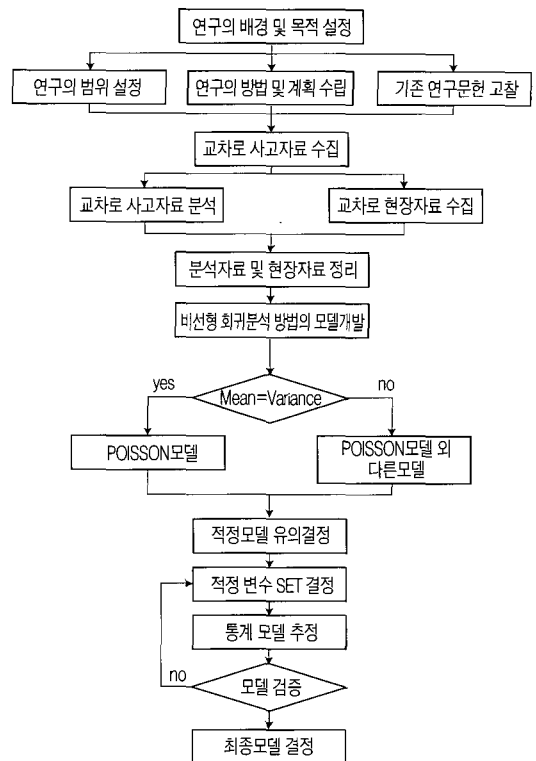 연구의 배경 및 목적 설정
연구의 범위 설정
연구의 방법 및 계획 수립
기존 연구문헌 고찰
교차로 사고자료 수집
교차로 사고자료 분석
교차로 현장자료 수집
분석자료 및 현장자료 정리
비선형 회귀분석 방법의 모델개발
yes
Mean=Variance
no
POISSON모델
POISSON모델 외
다른모델
적정모델 유의결정
적정 변수 SET 결정
통계 모델 추정
no
모델 검증
최종모델 결정